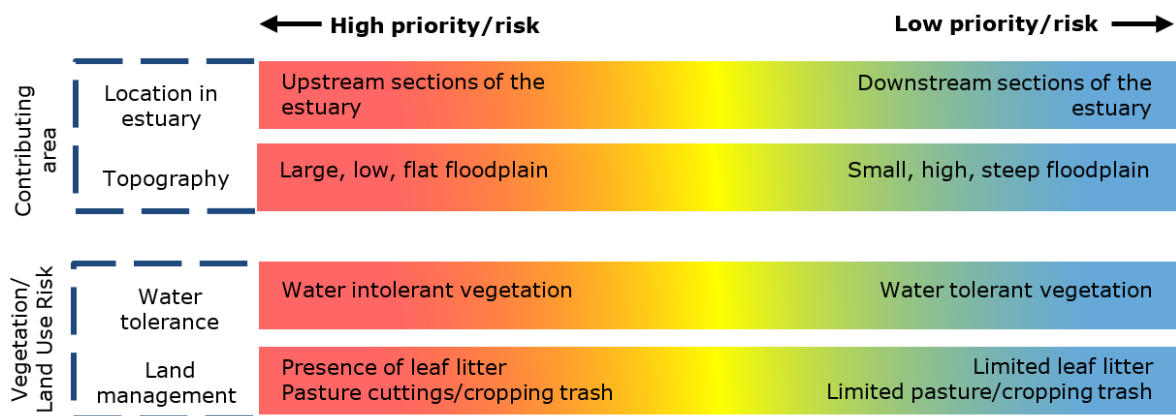 High priority/risk
Low priority/risk
Contributing
area
Location in
estuary
Upstream sections of the
estuary
Downstream sections of the
estuary
Topography
Large, low, flat floodplain
Small, high, steep floodplain
Vegetation/
Land Use Risk
Water
tolerance
Water intolerant vegetation
Water tolerant vegetation
Land
management
Presence of leaf litter
Pasture cuttings/cropping trash
Limited leaf litter
Limited pasture/cropping trash